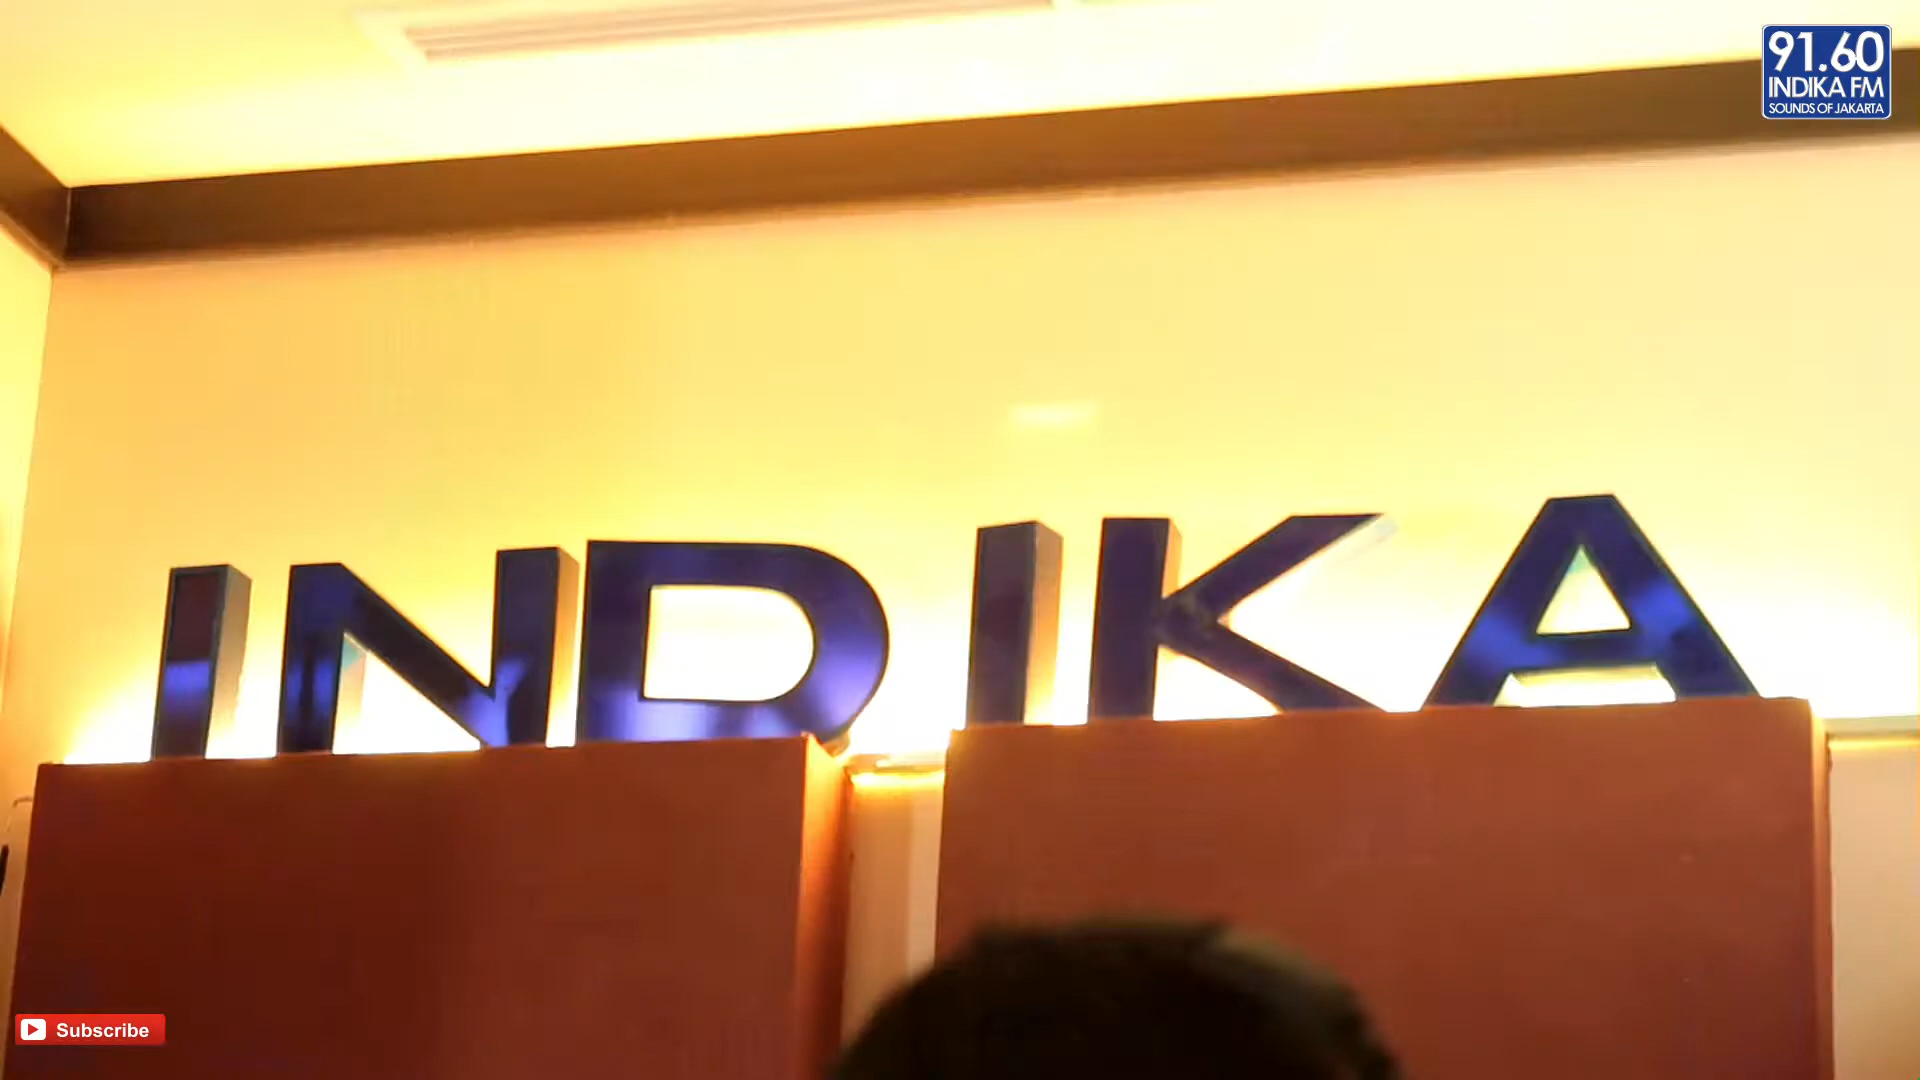 91.60
INDIKA FM
SOUNDS OF JAKARTA
INDIKA
Subscribe